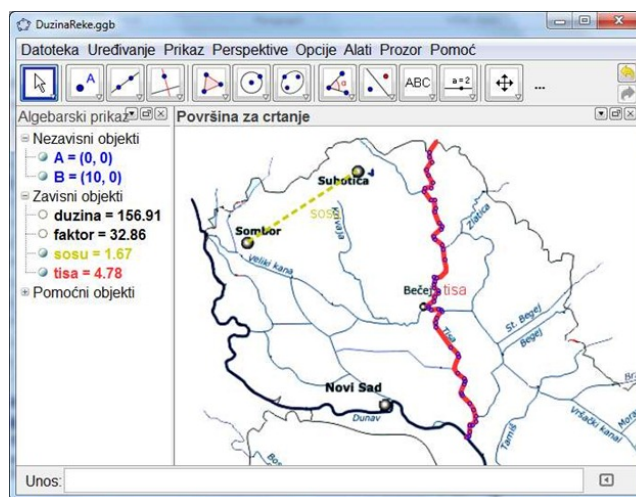 DuzinaReke.ggb
Datoteka Uređivanje Prikaz Perspektive Opcije Alati Prozor Pomoć
A
ABC
a = 2
...
Algebarski prikaz
Površina za crtanje
Nezavisni objekti
A = (0, 0)
B = (10, 0)
Zavisni objekti
duzina = 156.91
faktor = 32.86
sosu = 1.67
tisa = 4.78
Pomoćni objekti
Subotica
sosu
Krivaja
Zlatica
Sombor
Veliki kana
Bečej
tisa
Tisa
St. Begej
Begej
Novi Sad
Dunav
Tamiš
Vršački kanal
Mora
Unos: